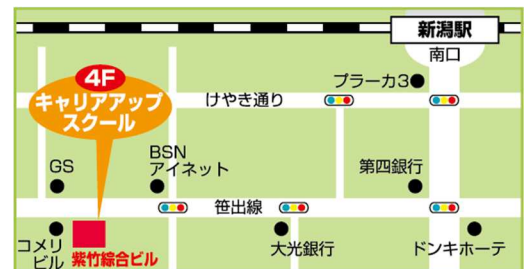 新潟駅
南口
4F
キャリアアップ
スクール
プラーカ3
けやき通り
GS
BSN
アイネット
第四銀行
笹出線
コメリ
ビル
紫竹綜合ビル
大光銀行
ドンキホーテ